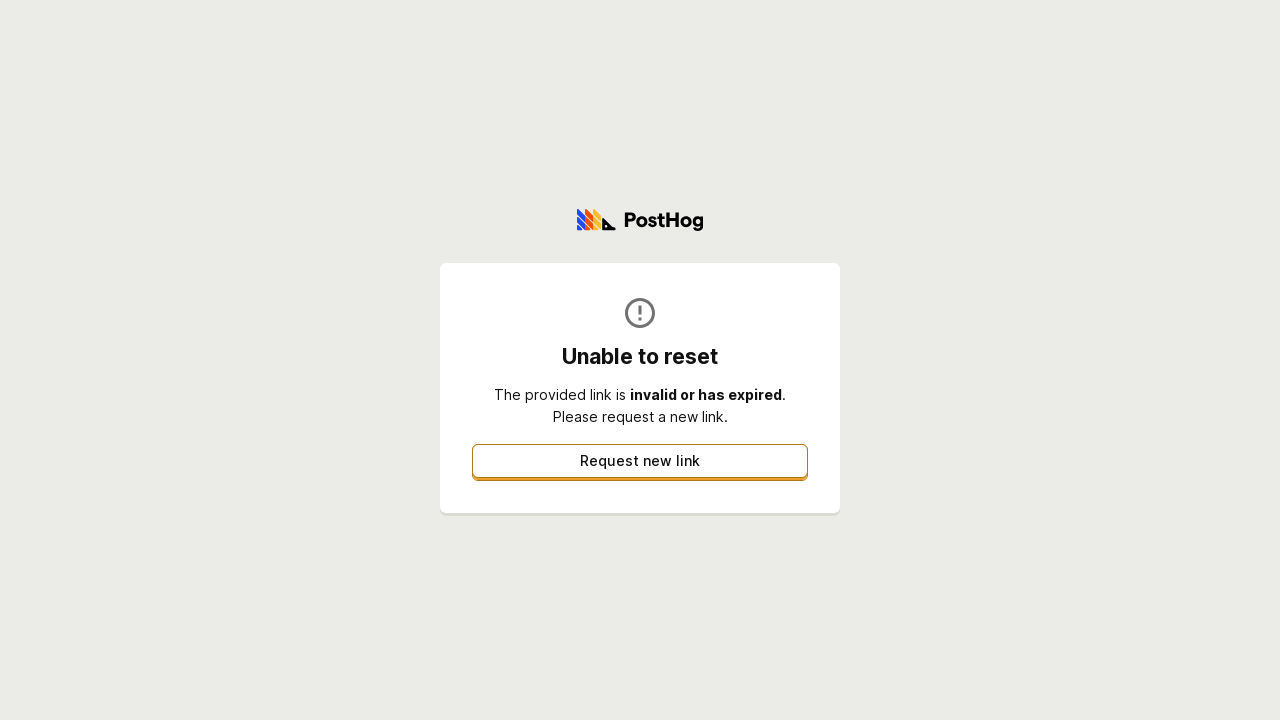 PostHog
Unable to reset
The provided link is invalid or has expired.
Please request a new link.
Request new link